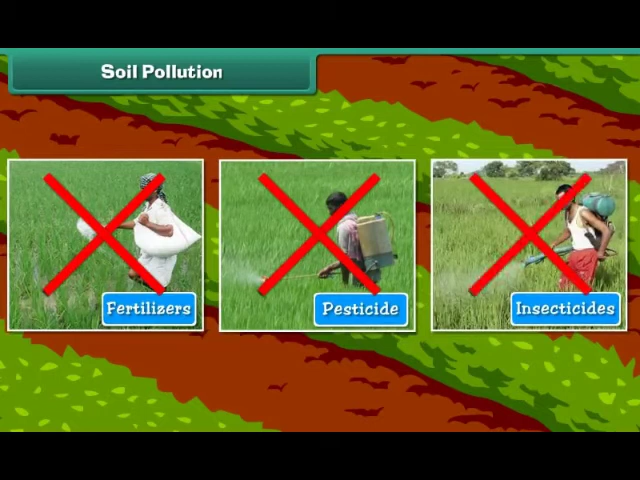 Soil Pollution
Fertilizers
Pesticide
Insecticides